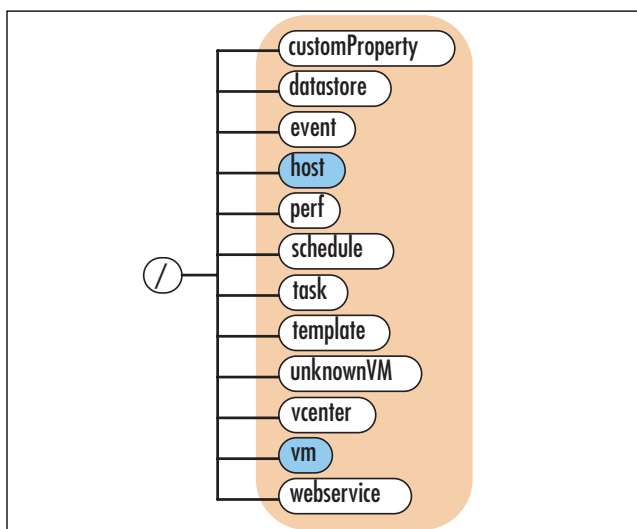 customProperty
datastore
event
host
perf
schedule
/
task
template
unknownVM
vcenter
vm
webservice